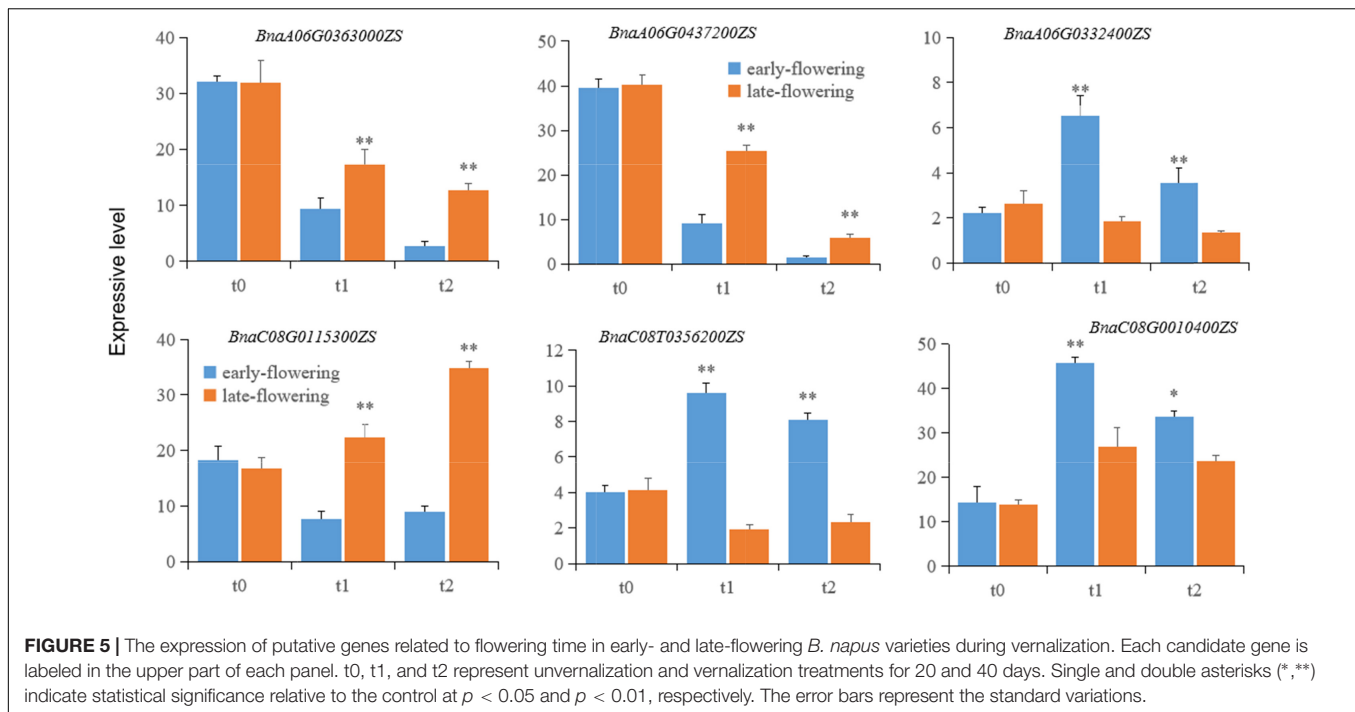 BnaA06G0363000ZS
40
30
20
10
0
**
**
t0 t1 t2
BnaA06G0437200ZS
early-flowering
late-flowering
50
40
30
20
10
0
**
**
t0 t1 t2
BnaA06G0332400ZS
10
8
6
4
2
0
**
**
t0 t1 t2
Expressive level
BnaC08G0115300ZS
early-flowering
late-flowering
40
30
20
10
0
**
**
t0 t1 t2
BnaC08T0356200ZS
12
10
8
6
4
2
0
**
**
t0 t1 t2
BnaC08G0010400ZS
50
40
30
20
10
0
**
*
t0 t1 t2
FIGURE 5 | The expression of putative genes related to flowering time in early- and late-flowering B. napus varieties during vernalization. Each candidate gene is
labeled in the upper part of each panel. t0, t1, and t2 represent unvernalization and vernalization treatments for 20 and 40 days. Single and double asterisks (*,**)
indicate statistical significance relative to the control at p < 0.05 and p < 0.01, respectively. The error bars represent the standard variations.